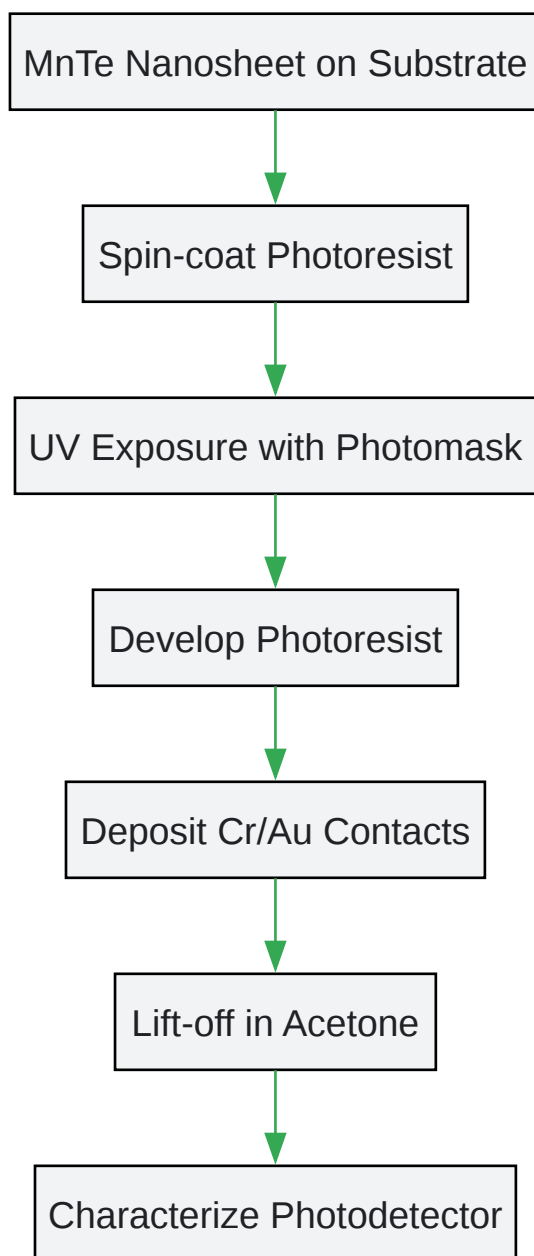 MnTe Nanosheet on Substrate
Spin-coat Photoresist
UV Exposure with Photomask
Develop Photoresist
Deposit Cr/Au Contacts
Lift-off in Acetone
Characterize Photodetector